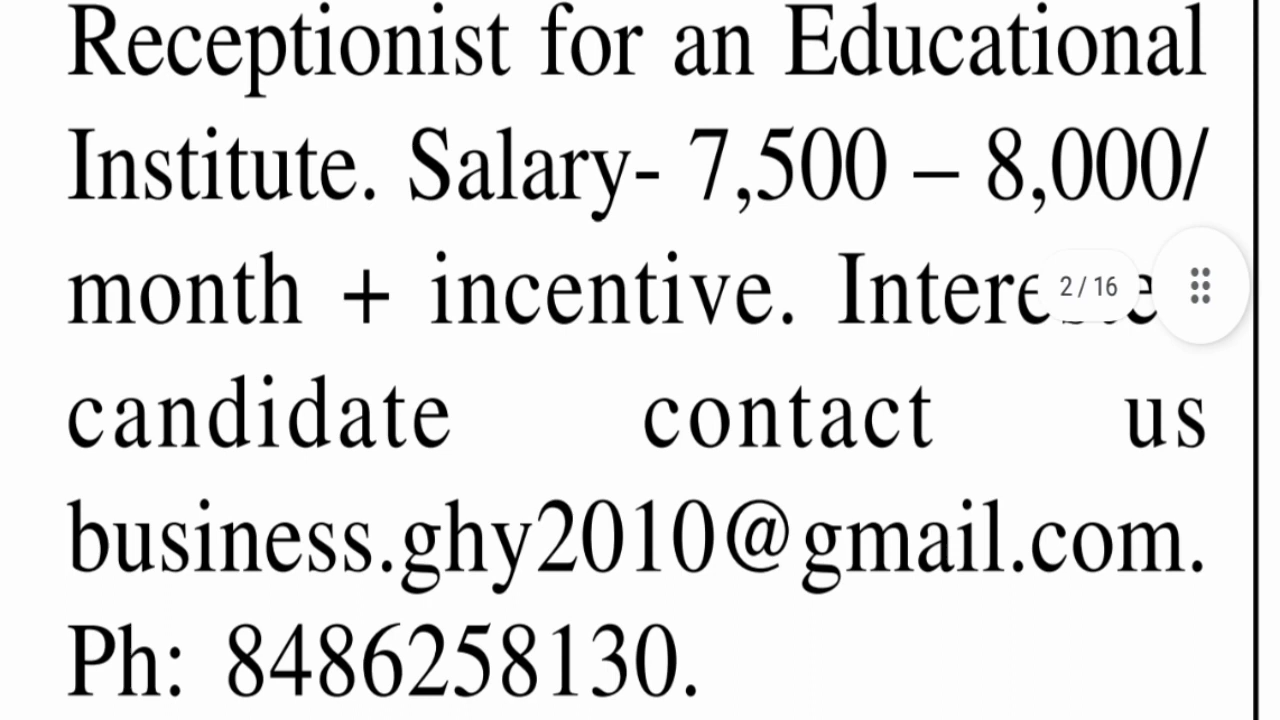 Receptionist for an Educational
Institute. Salary- 7,500 – 8,000/
month + incentive.
2 / 16
candidate contact us
business.ghy2010@gmail.com.
Ph: 8486258130.